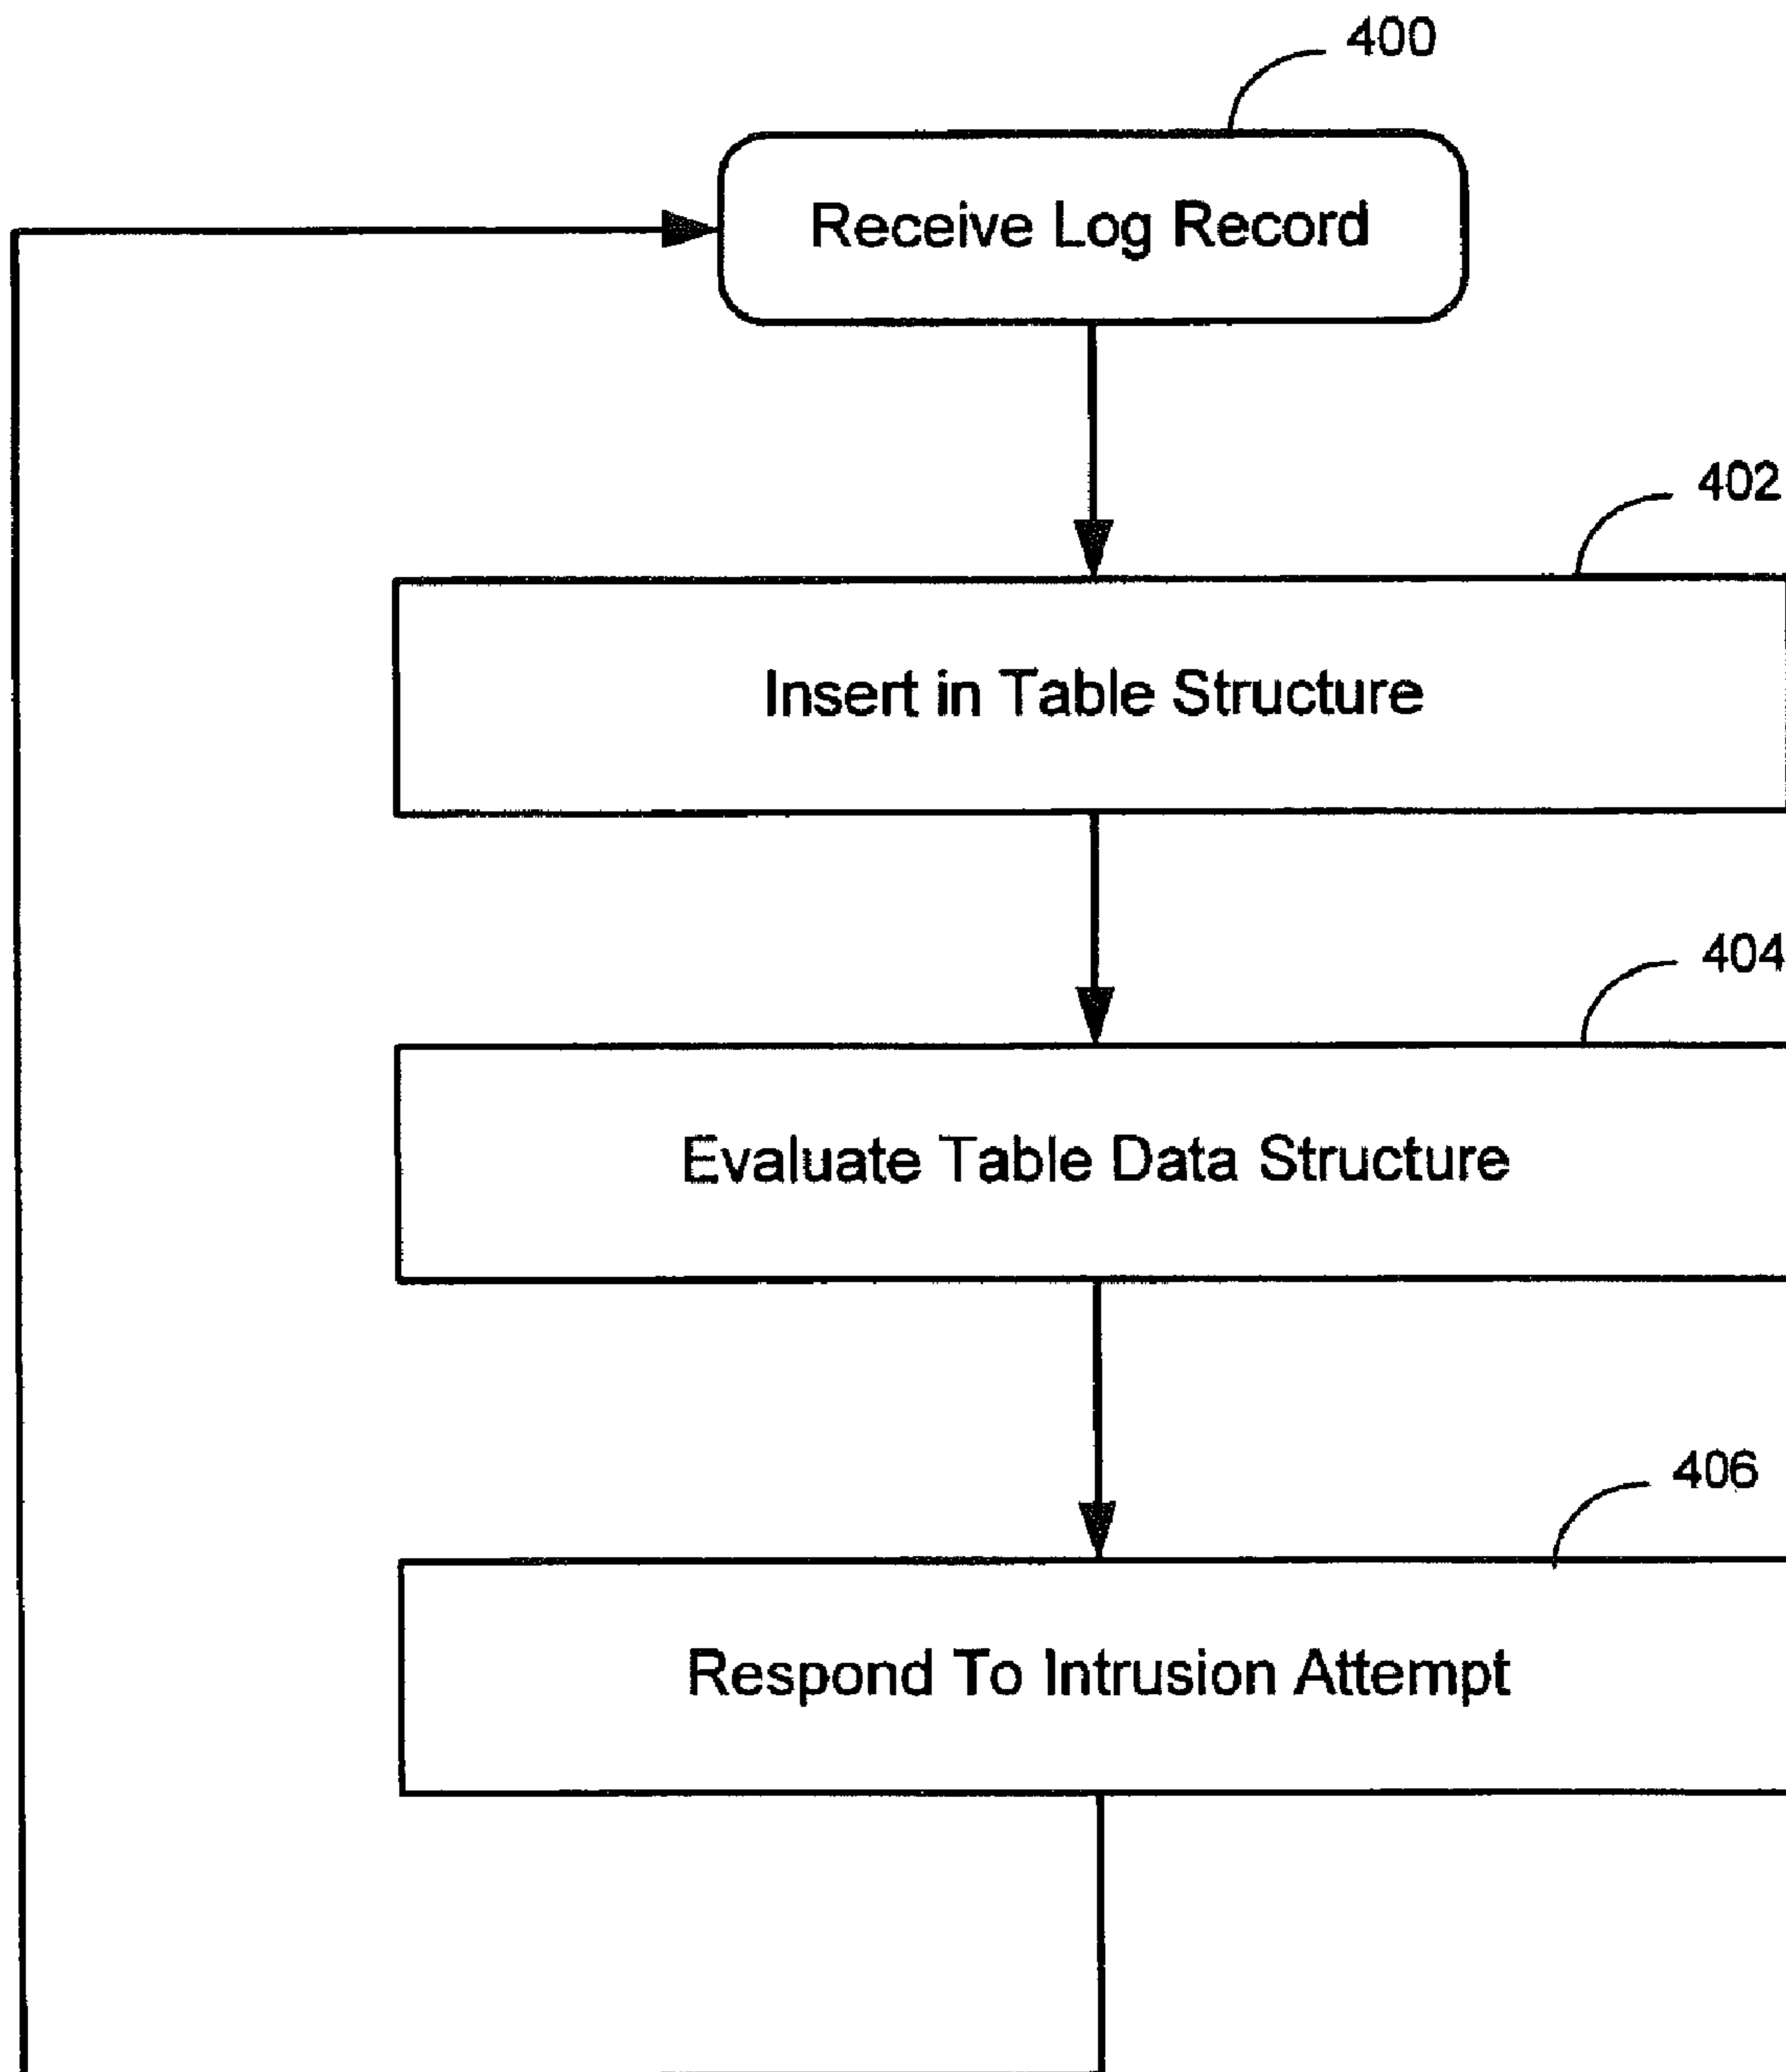 400
Receive Log Record
402
Insert in Table Structure
404
Evaluate Table Data Structure
406
Respond To Intrusion Attempt